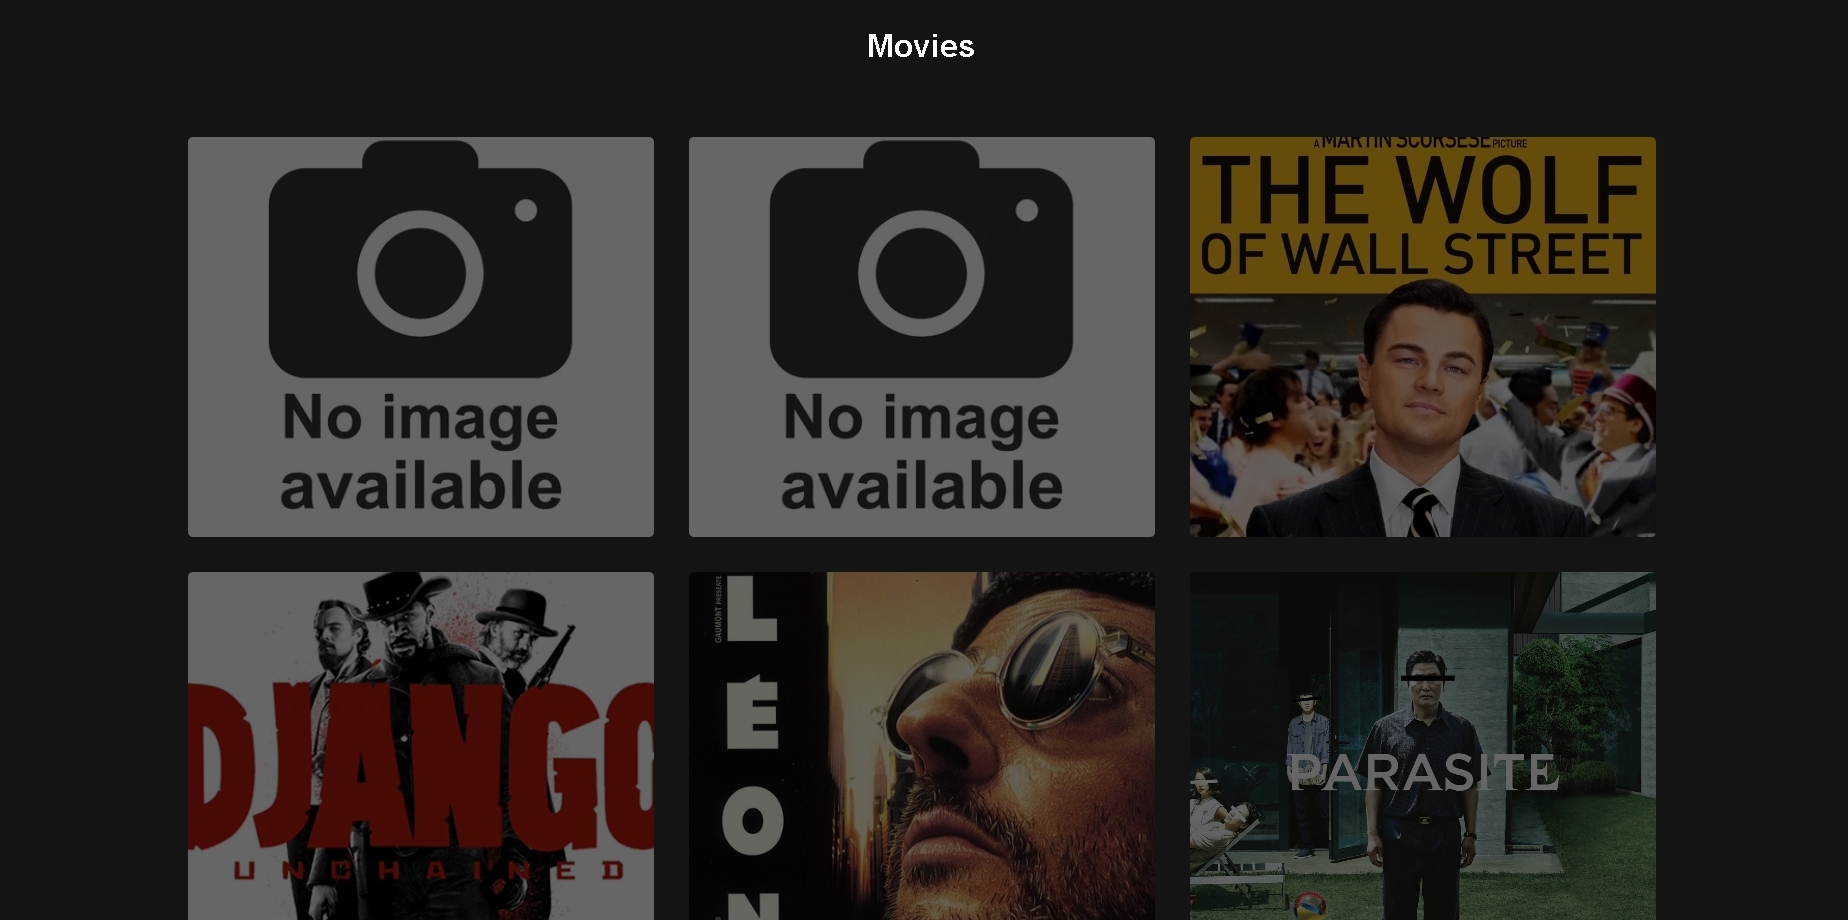 Movies
No image
available
No image
available
A MARTIN SCORSESE PICTURE
THE WOLF
OF WALL STREET
DJANGO
UNCHAINED
GAUMONT PRESENTE
LÉON
PARASITE